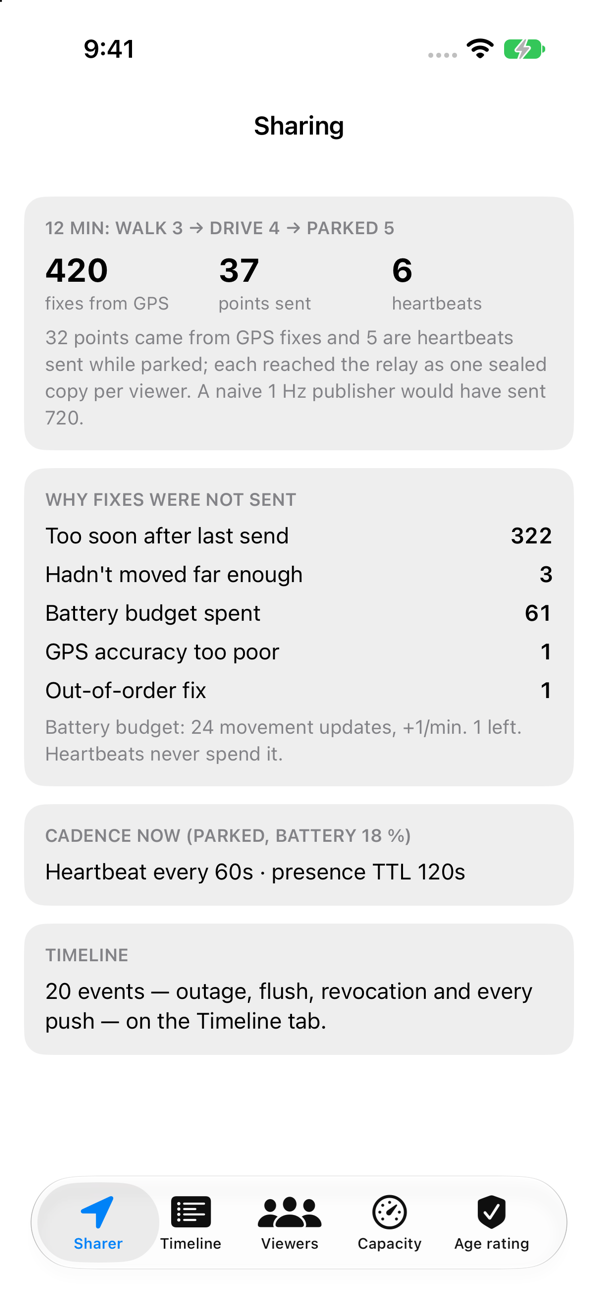 9:41
Sharing
12 MIN: WALK 3 → DRIVE 4 → PARKED 5
420 37 6
fixes from GPS points sent heartbeats
32 points came from GPS fixes and 5 are heartbeats
sent while parked; each reached the relay as one sealed
copy per viewer. A naive 1 Hz publisher would have sent
720.
WHY FIXES WERE NOT SENT
Too soon after last send 322
Hadn't moved far enough 3
Battery budget spent 61
GPS accuracy too poor 1
Out-of-order fix 1
Battery budget: 24 movement updates, +1/min. 1 left.
Heartbeats never spend it.
CADENCE NOW (PARKED, BATTERY 18 %)
Heartbeat every 60s · presence TTL 120s
TIMELINE
20 events — outage, flush, revocation and every
push — on the Timeline tab.
Sharer Timeline Viewers Capacity Age rating